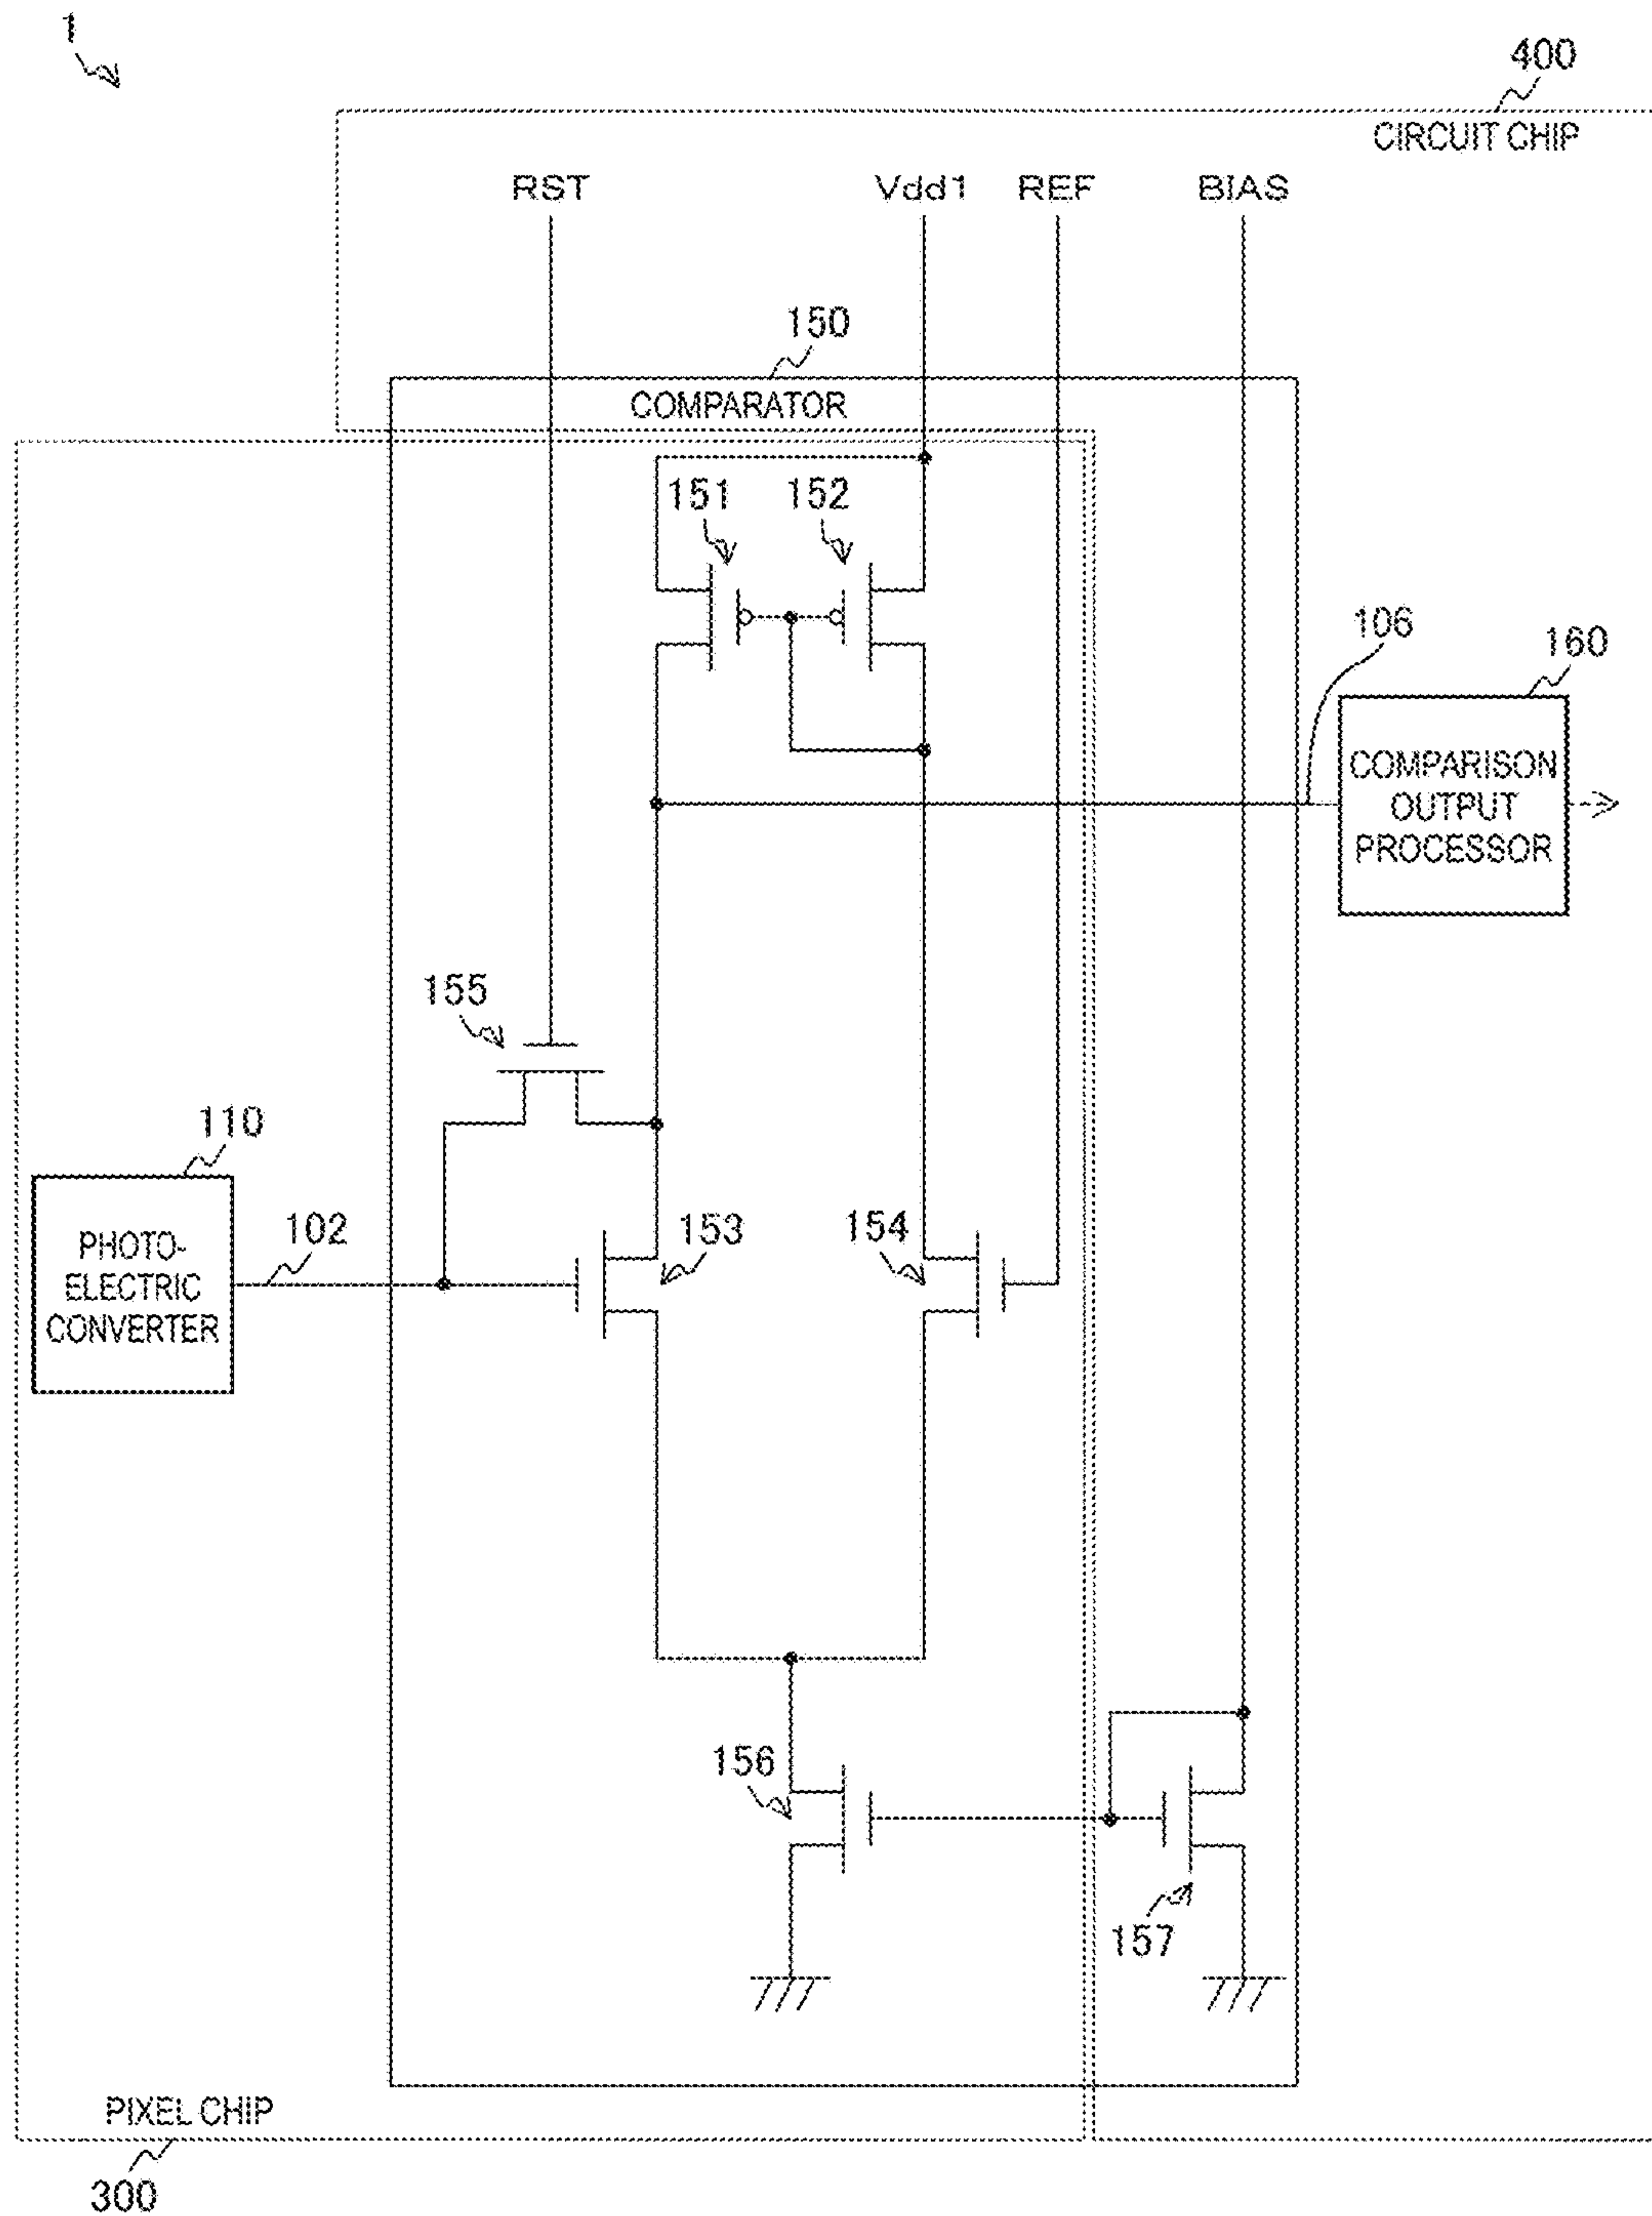 1
400
CIRCUIT CHIP
RST
Vdd1
REF
BIAS
150
COMPARATOR
151
152
106
160
COMPARISON
OUTPUT
PROCESSOR
155
110
PHOTO-
ELECTRIC
CONVERTER
102
153
154
156
157
PIXEL CHIP
300